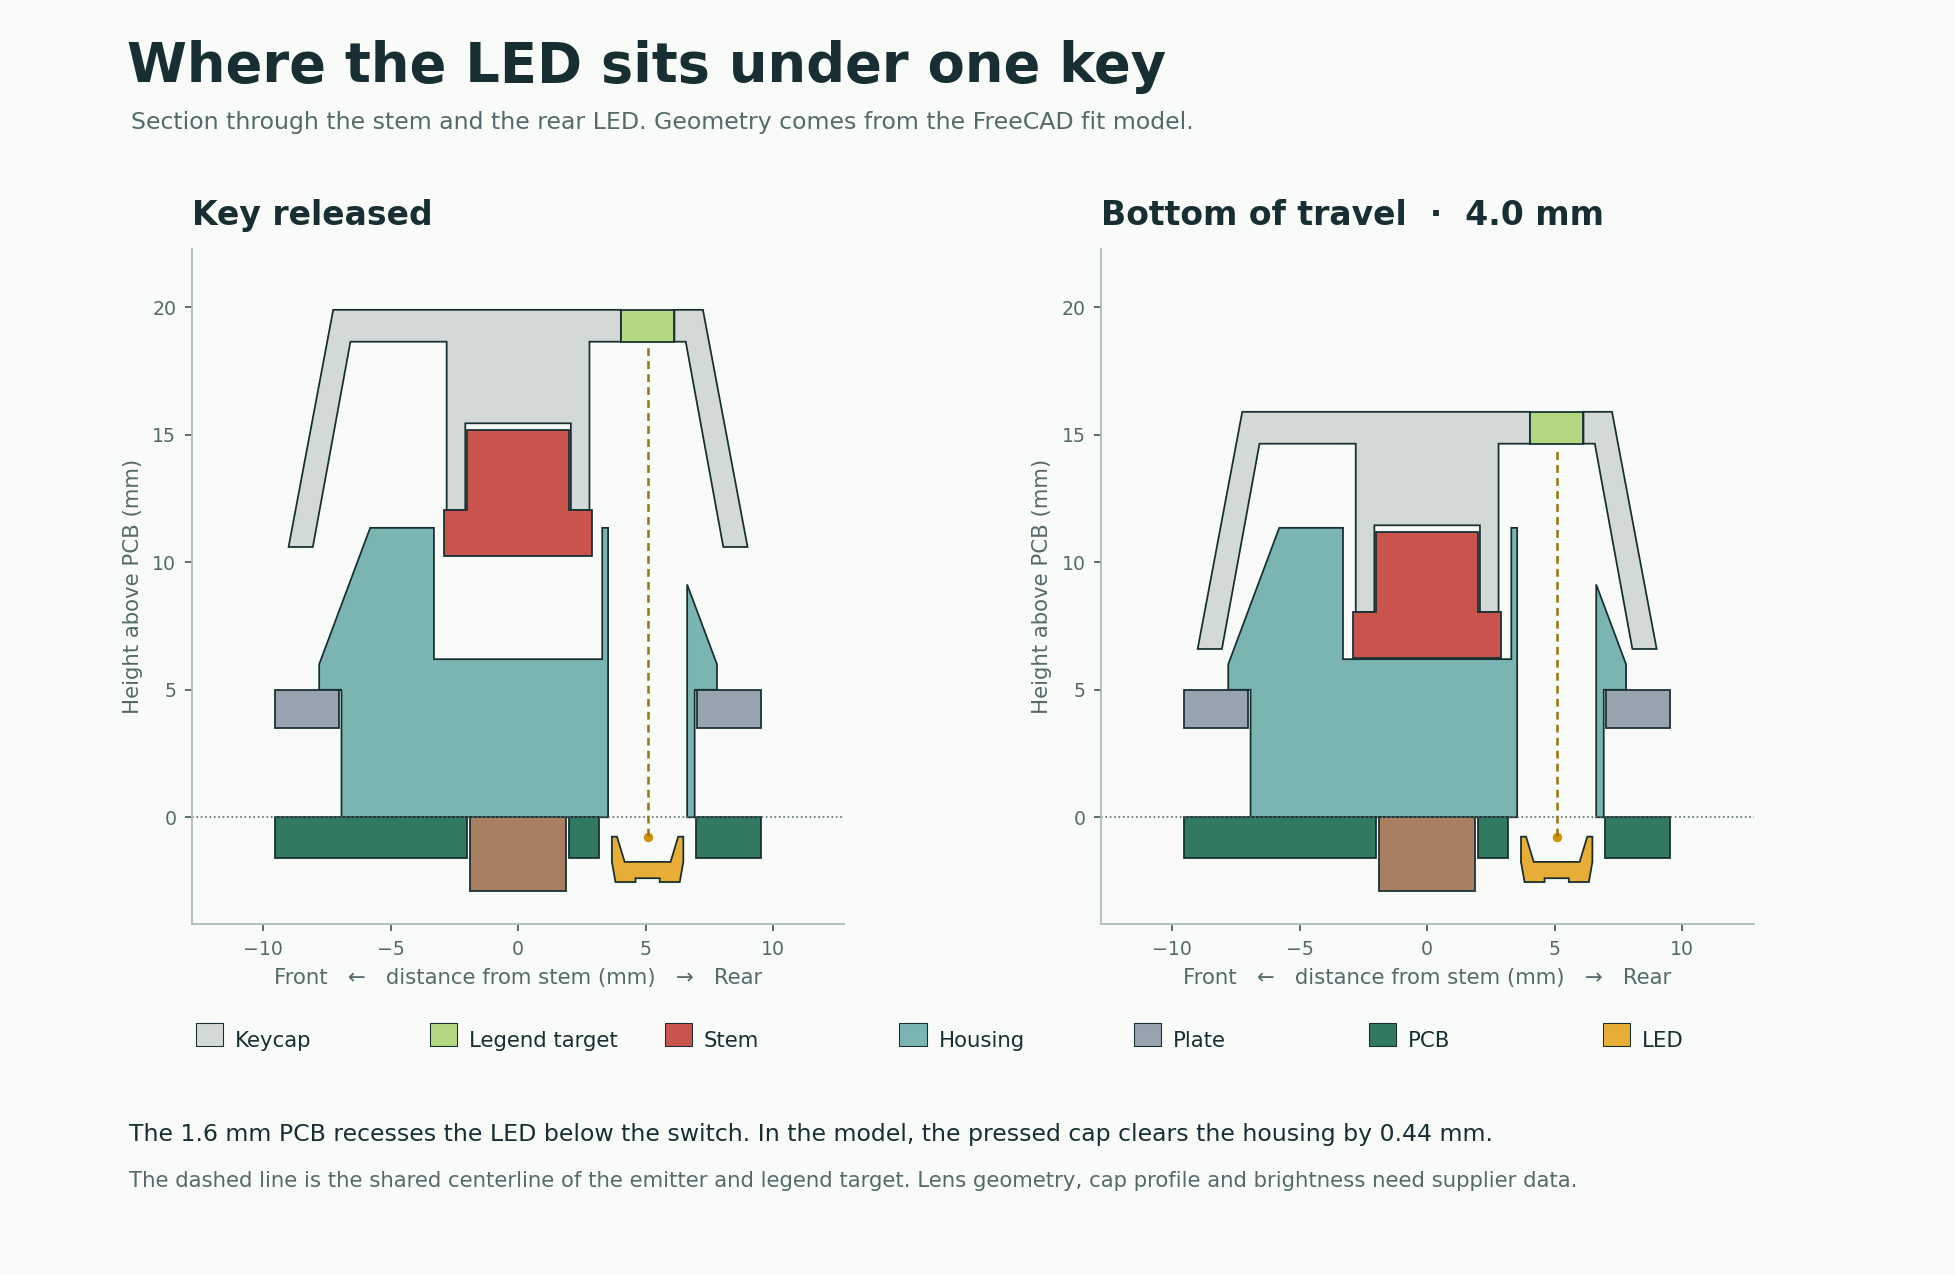 Where the LED sits under one key
Section through the stem and the rear LED. Geometry comes from the FreeCAD fit model.
Key released
20
15
10
5
0
Height above PCB (mm)
−10
−5
0
5
10
Front ← distance from stem (mm) → Rear
Bottom of travel · 4.0 mm
20
15
10
5
0
Height above PCB (mm)
−10
−5
0
5
10
Front ← distance from stem (mm) → Rear
Keycap
Legend target
Stem
Housing
Plate
PCB
LED
The 1.6 mm PCB recesses the LED below the switch. In the model, the pressed cap clears the housing by 0.44 mm.
The dashed line is the shared centerline of the emitter and legend target. Lens geometry, cap profile and brightness need supplier data.